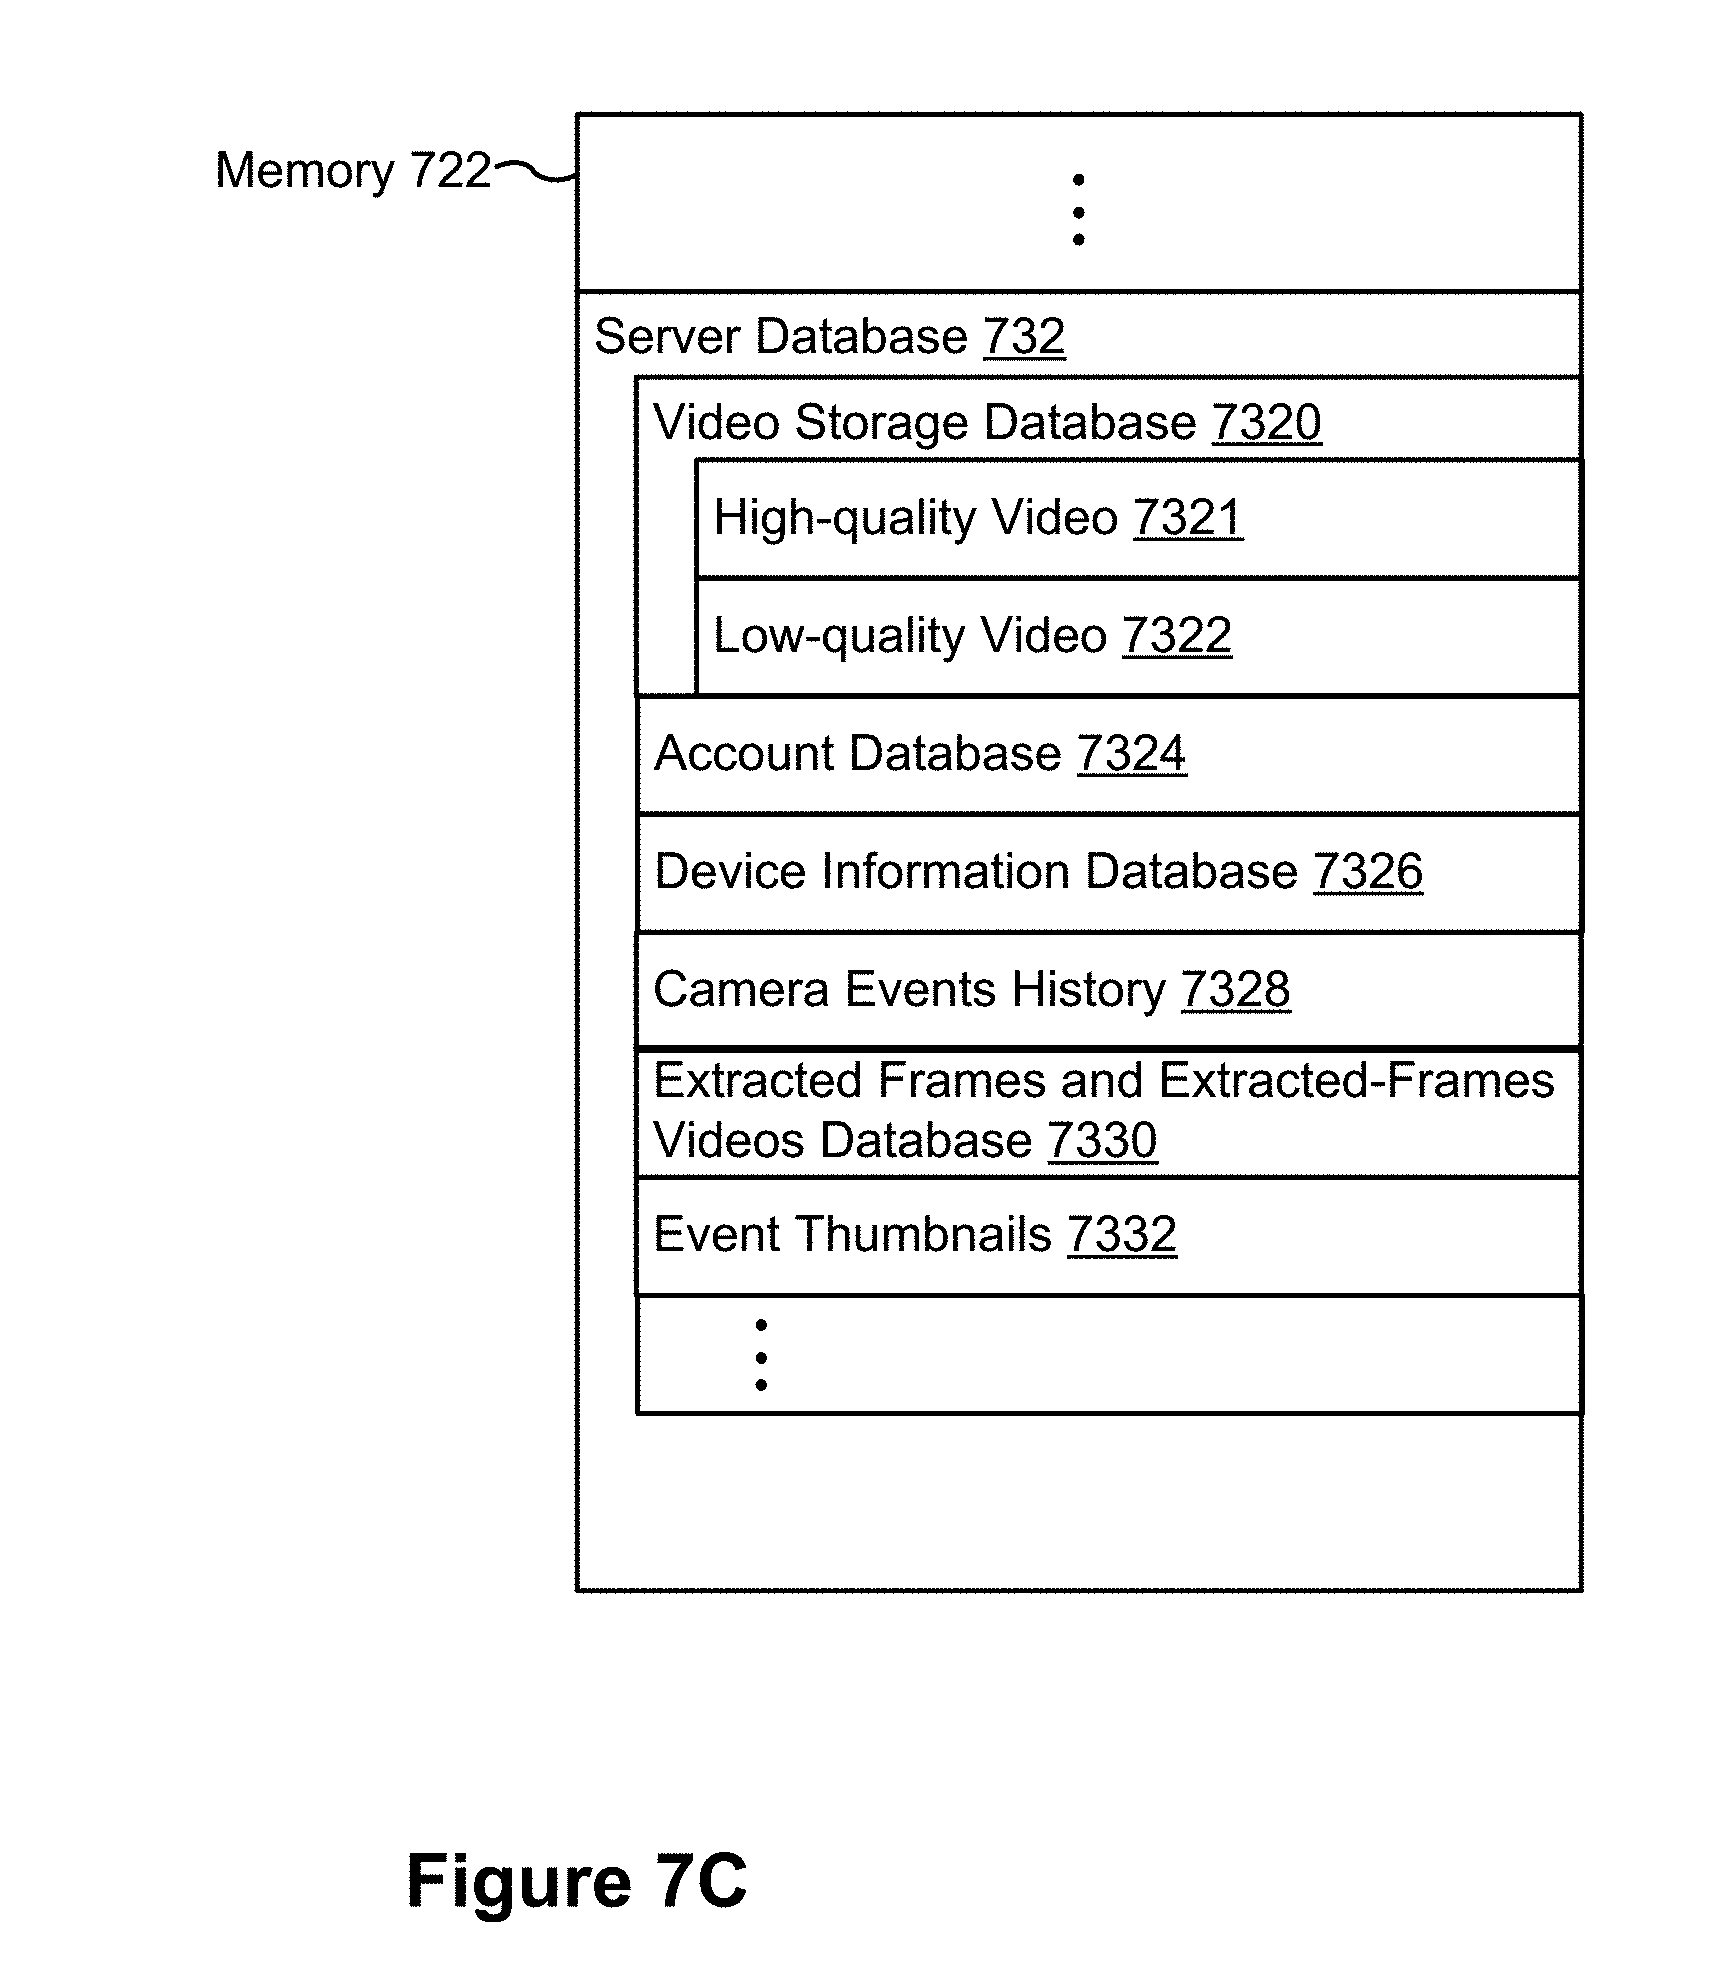 Memory 722
Server Database 732
Video Storage Database 7320
High-quality Video 7321
Low-quality Video 7322
Account Database 7324
Device Information Database 7326
Camera Events History 7328
Extracted Frames and Extracted-Frames
Videos Database 7330
Event Thumbnails 7332
Figure 7C